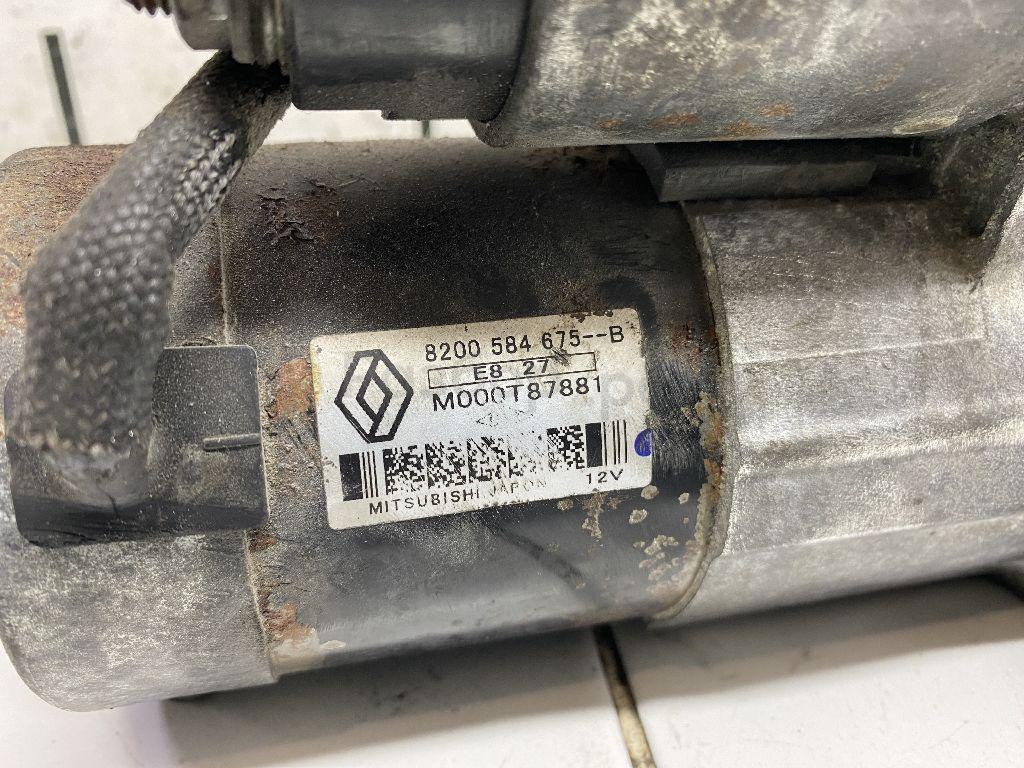 8200 584 675--B
E8 27
M000T87881
MITSUBISHI JAPON 12V